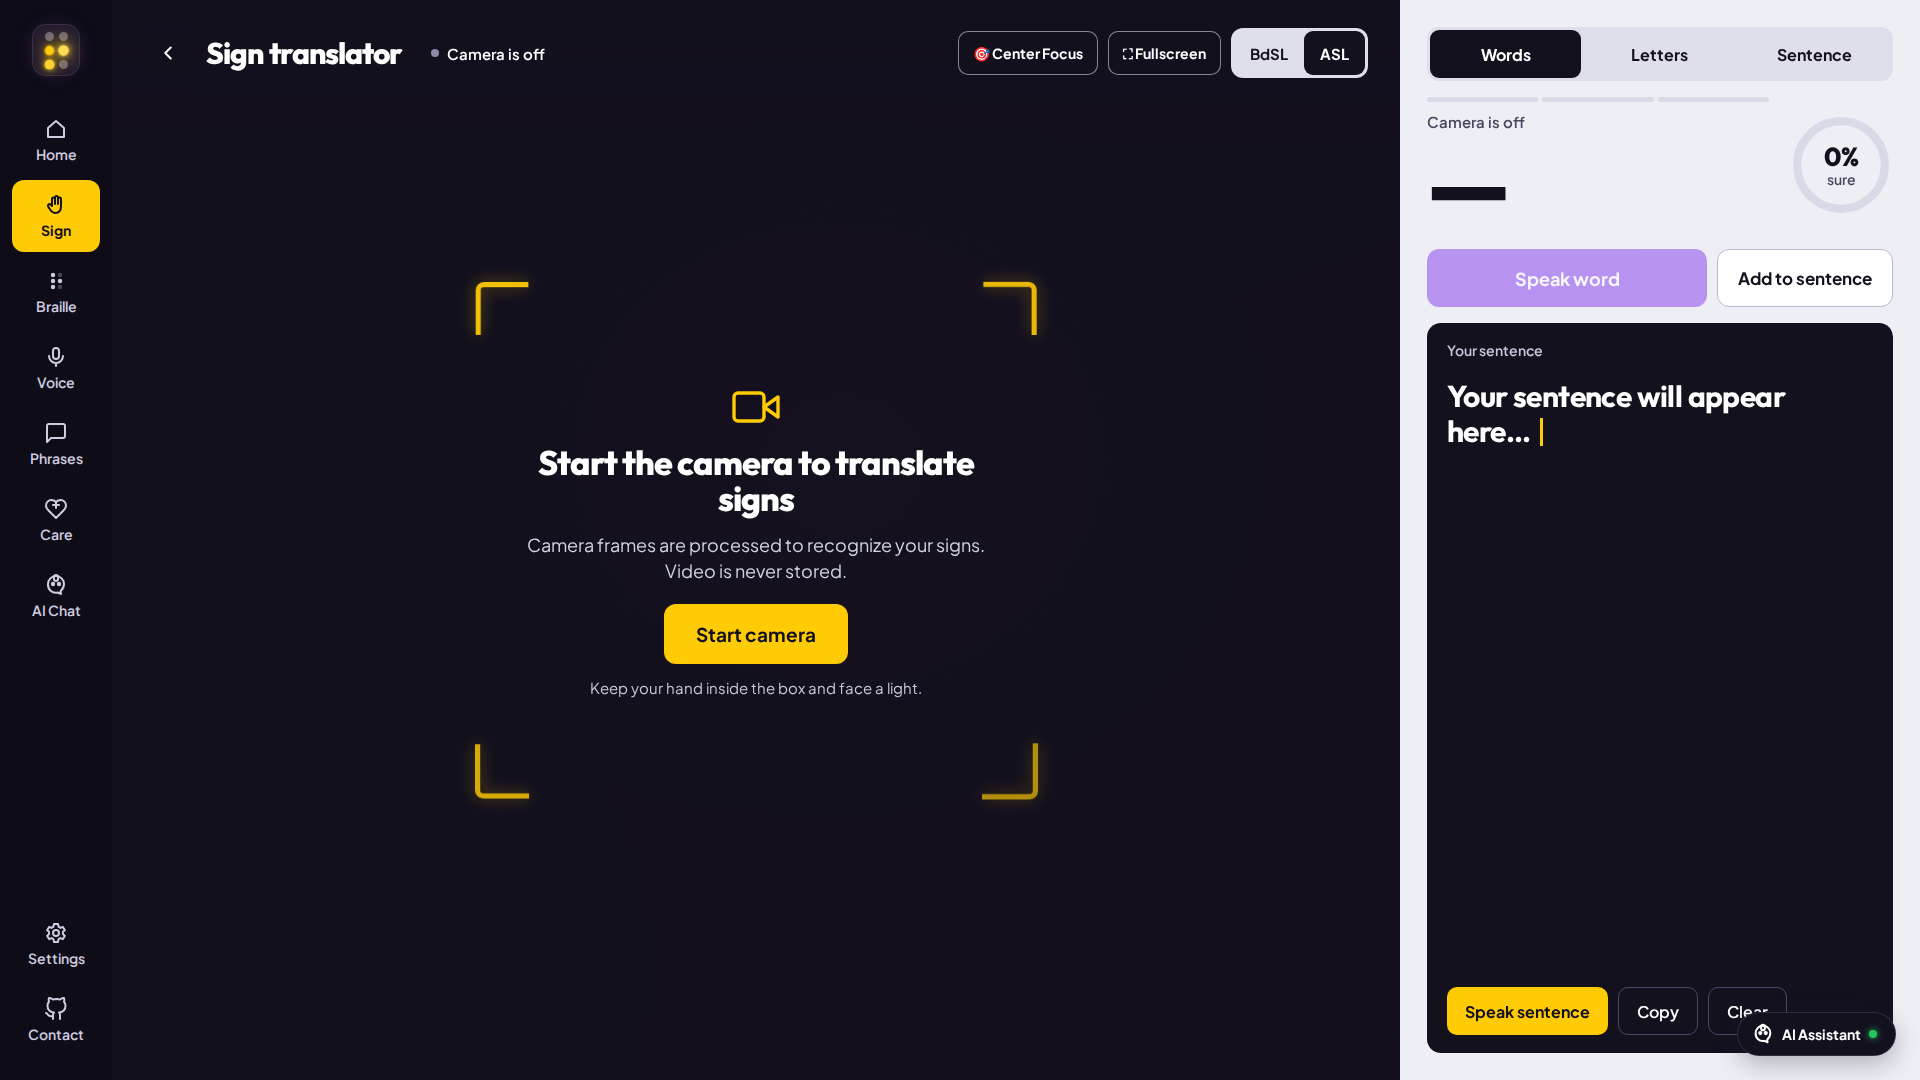 Home
Sign
Braille
Voice
Phrases
Care
AI Chat
Settings
Contact
Sign translator
Camera is off
🎯 Center Focus
⛶ Fullscreen
BdSL
ASL
Start the camera to translate
signs
Camera frames are processed to recognize your signs.
Video is never stored.
Start camera
Keep your hand inside the box and face a light.
Words
Letters
Sentence
Camera is off
0%
sure
Speak word
Add to sentence
Your sentence
Your sentence will appear
here...
Speak sentence
Copy
Clear
AI Assistant